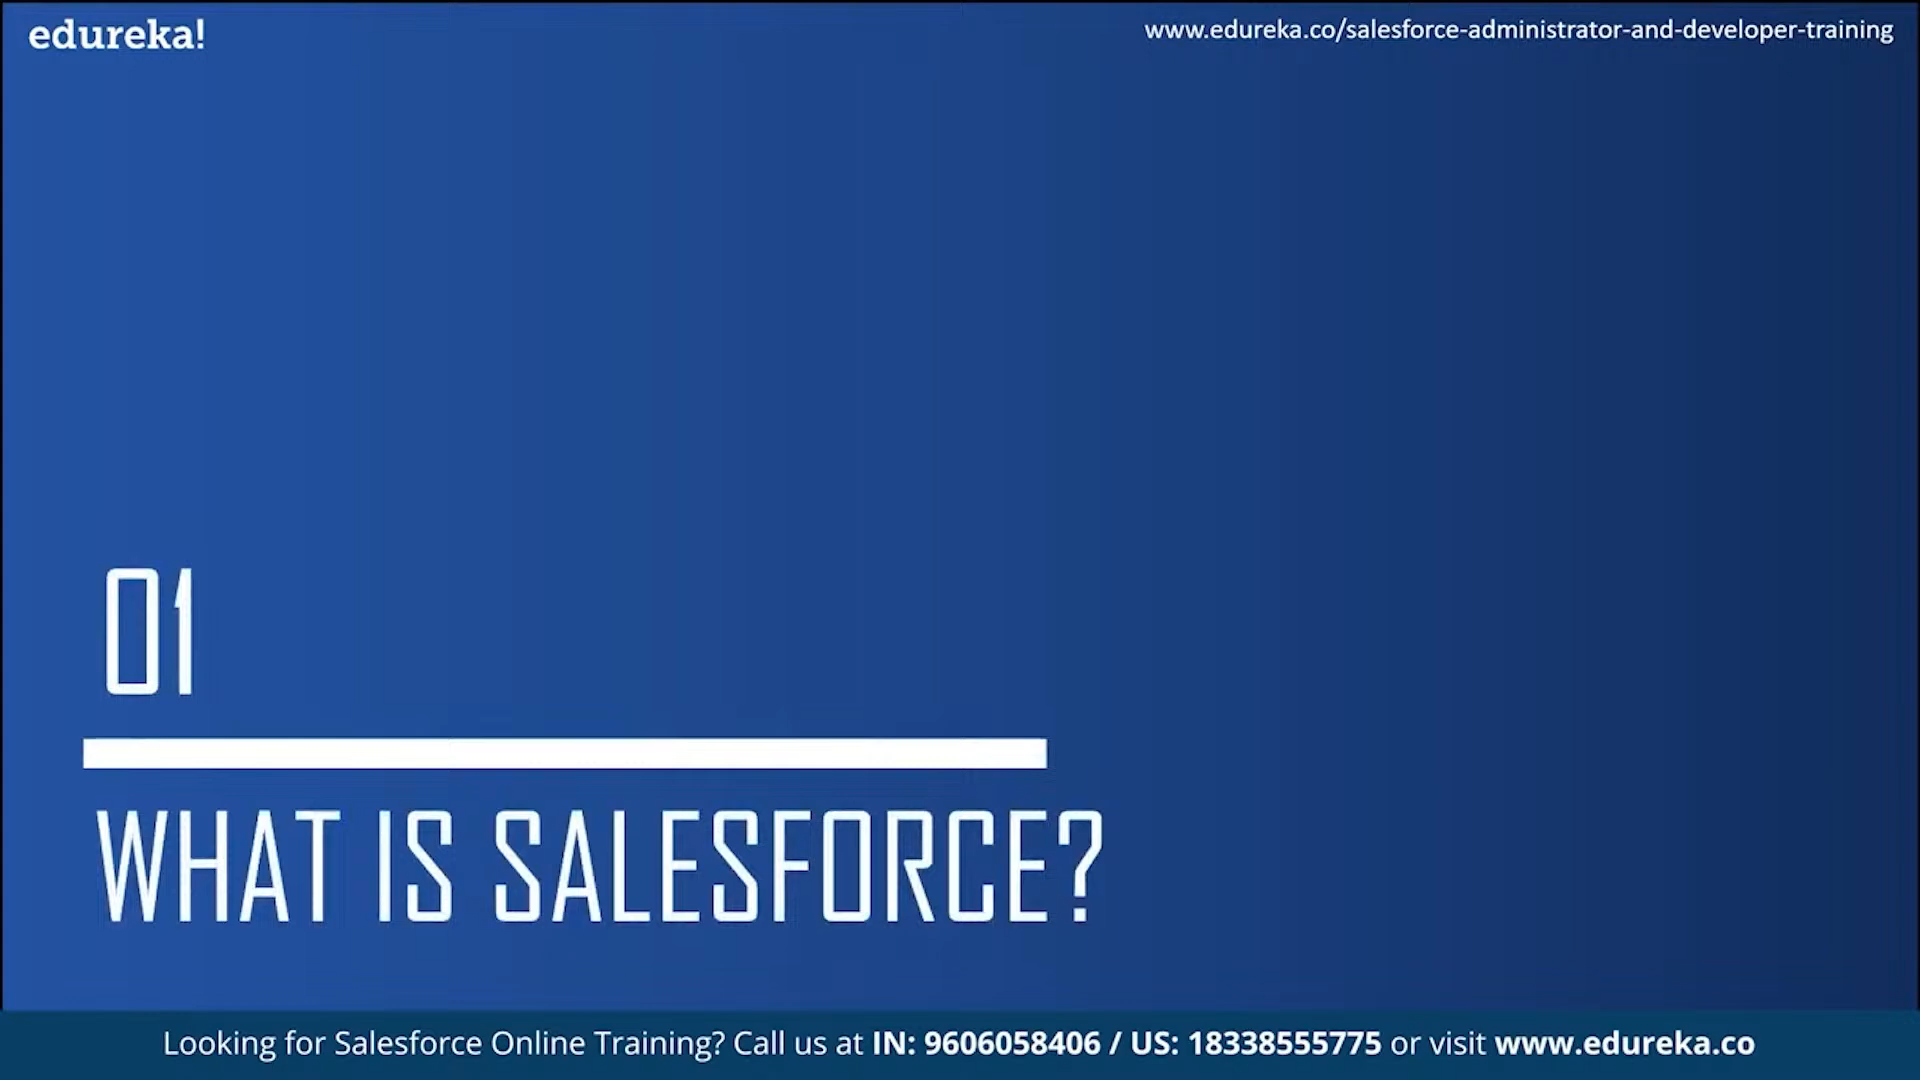 edureka!
www.edureka.co/salesforce-administrator-and-developer-training
01
WHAT IS SALESFORCE?
Looking for Salesforce Online Training? Call us at IN: 9606058406 / US: 18338555775 or visit www.edureka.co